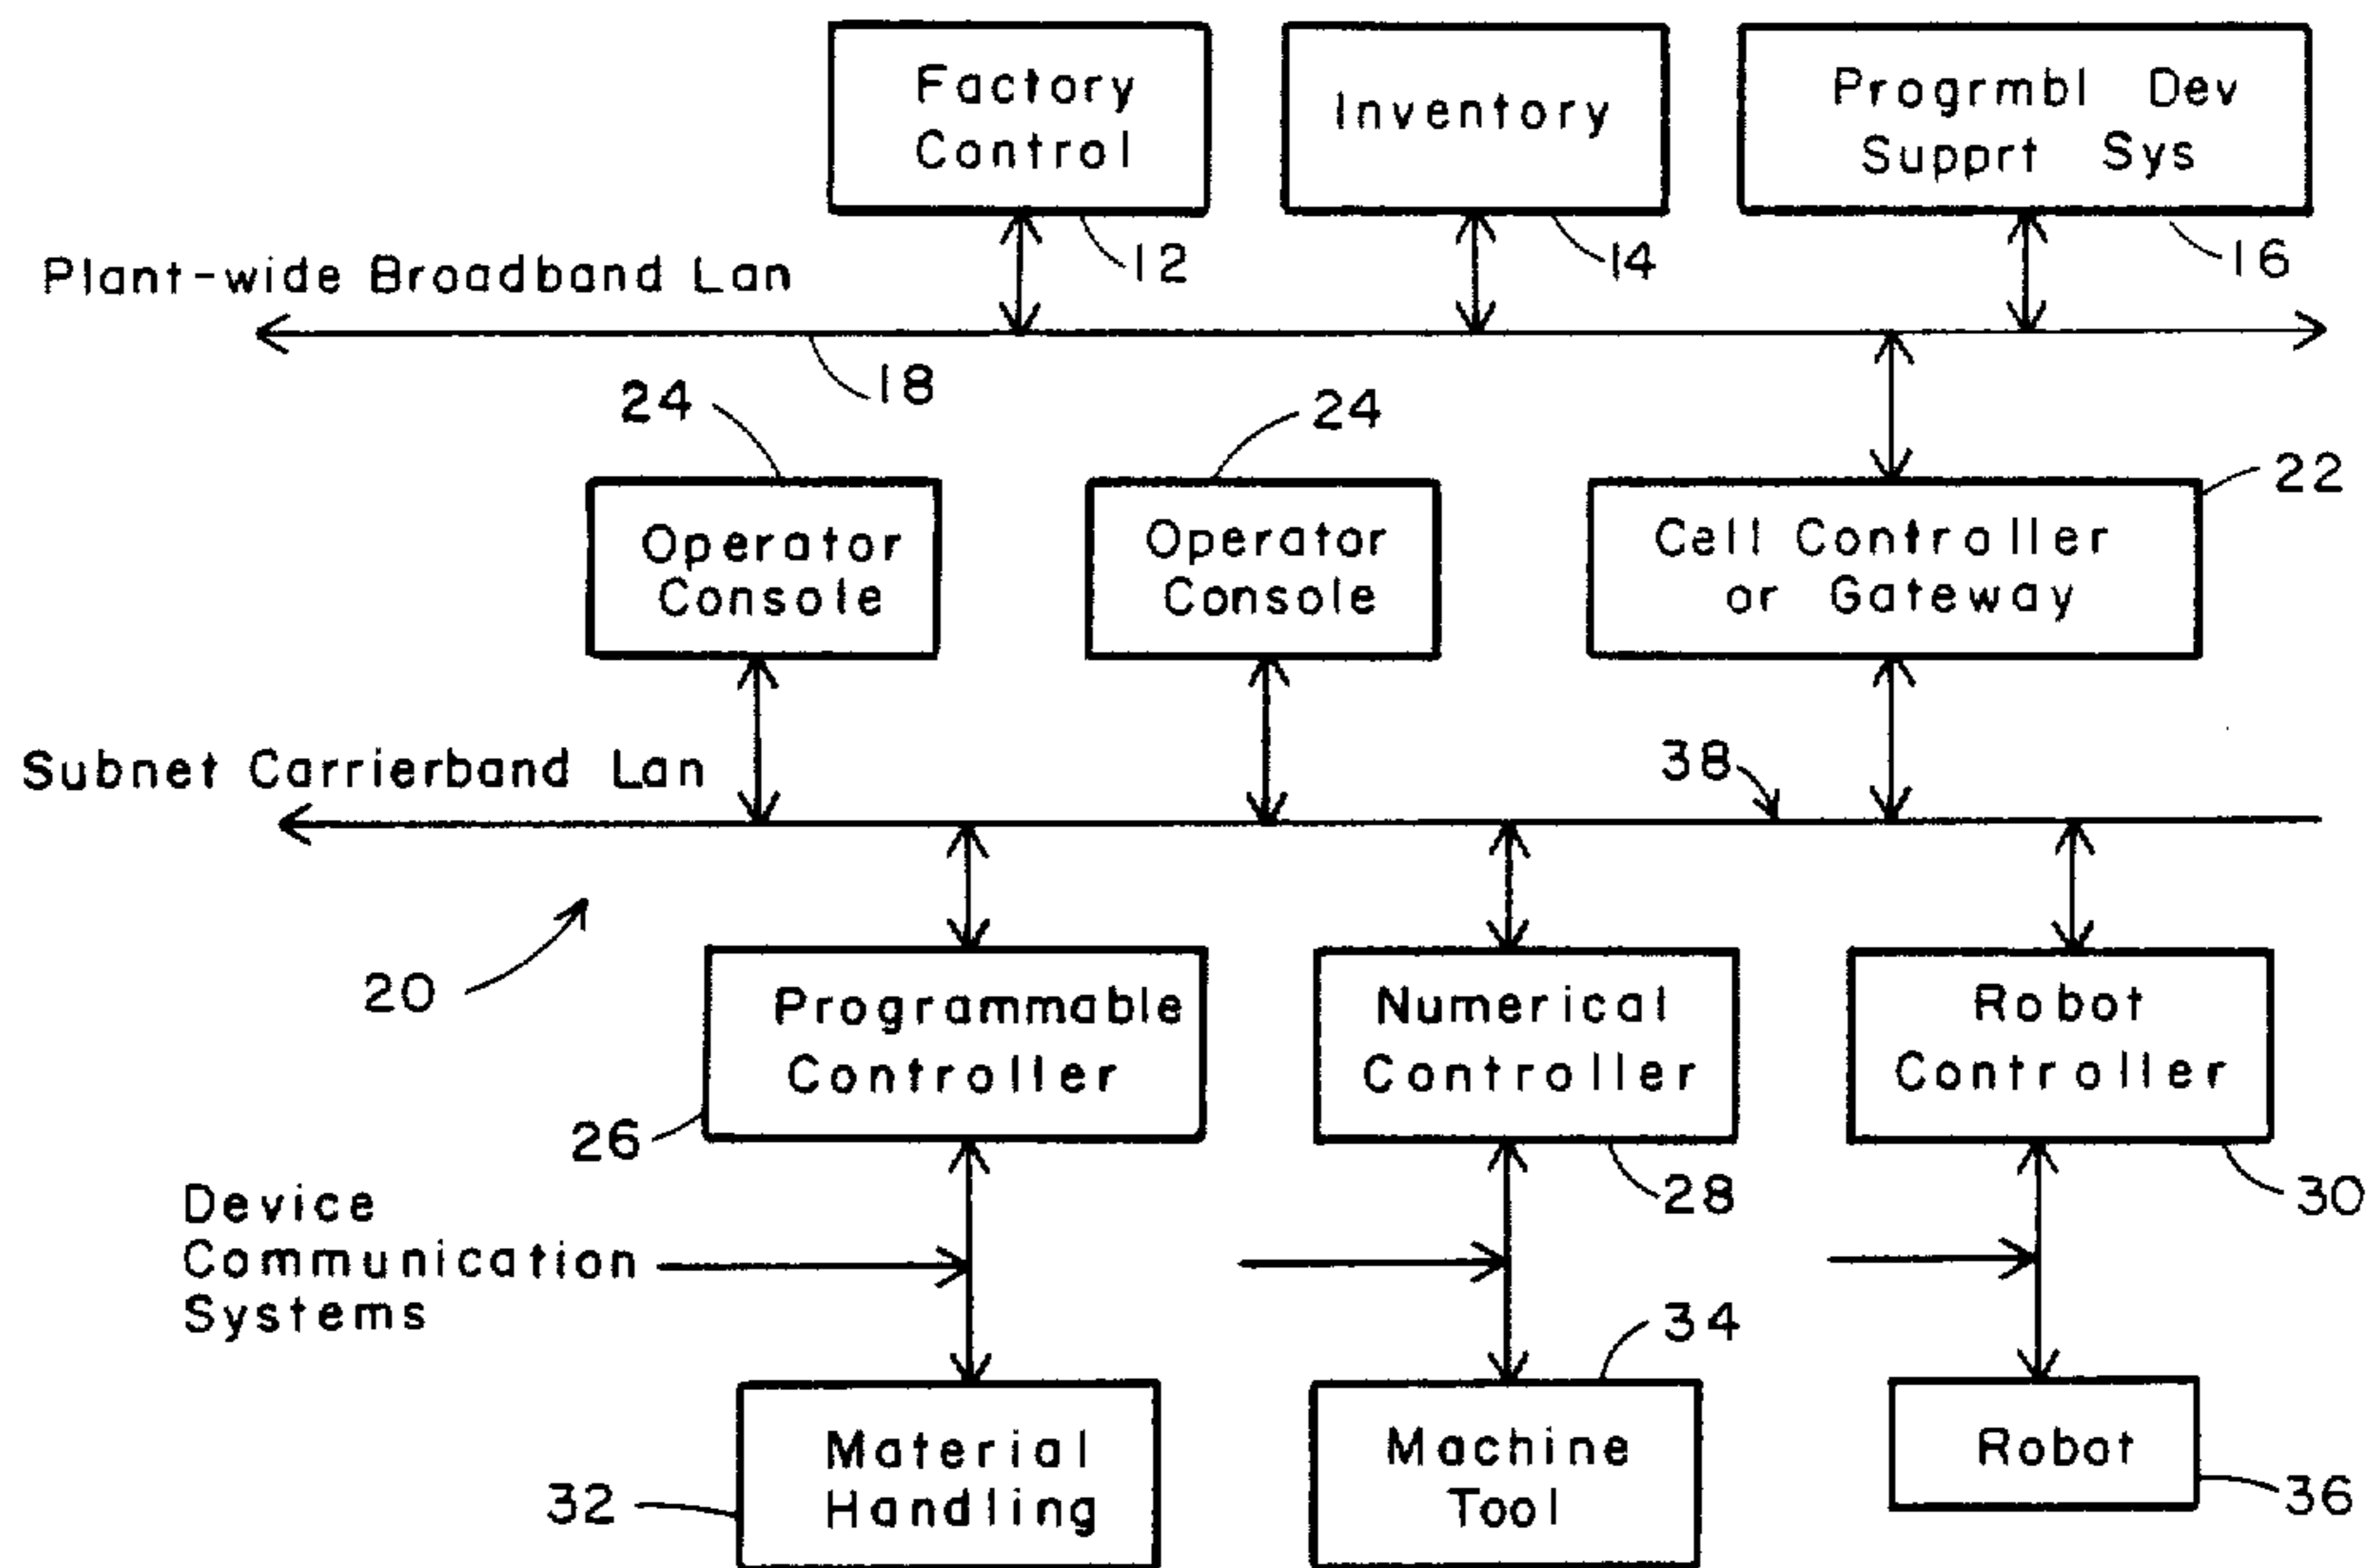 Factory
Control
Inventory
Progrmbl Dev
Supprt Sys
12
14
16
Plant-wide Broadband Lan
18
24
24
22
Operator
Console
Operator
Console
Cell Controller
or Gateway
Subnet Carrierband Lan
38
20
Programmable
Controller
Numerical
Controller
Robot
Controller
26
28
30
Device
Communication
Systems
34
Material
Handling
Machine
Tool
Robot
32
36